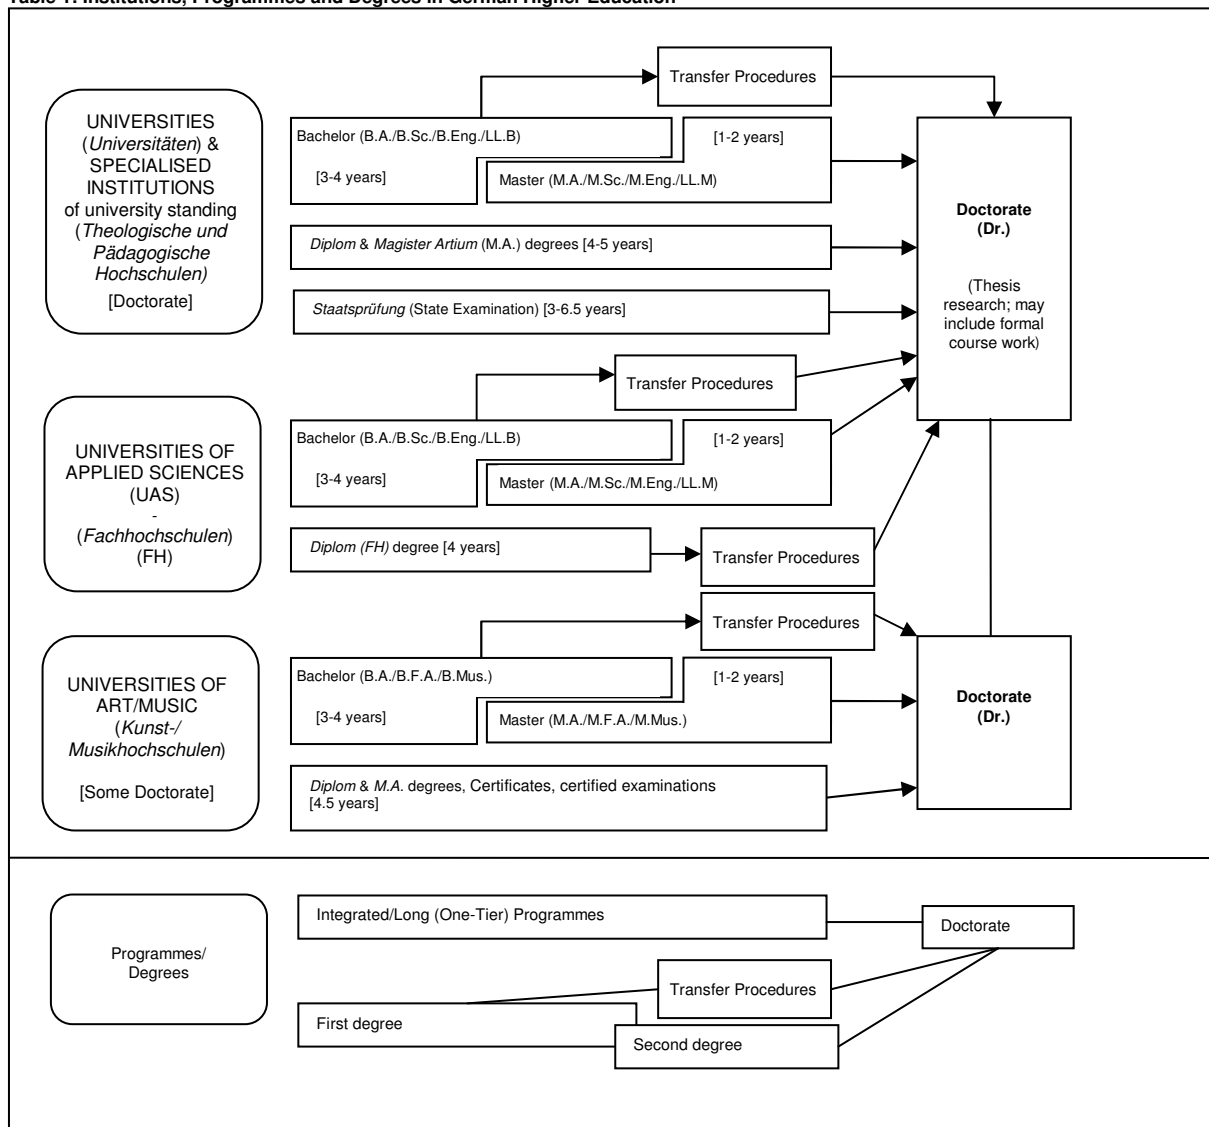 Table 1: Institutions, Programmes and Degrees in German Higher Education
Transfer Procedures
UNIVERSITIES
(Universitäten) &
SPECIALISED
INSTITUTIONS
of university standing
(Theologische und
Pädagogische
Hochschulen)
[Doctorate]
Bachelor (B.A./B.Sc./B.Eng./LL.B)
[3-4 years]
[1-2 years]
Master (M.A./M.Sc./M.Eng./LL.M)
Diplom & Magister Artium (M.A.) degrees [4-5 years]
Staatsprüfung (State Examination) [3-6.5 years]
Doctorate
(Dr.)
(Thesis
research; may
include formal
course work)
Transfer Procedures
UNIVERSITIES OF
APPLIED SCIENCES
(UAS)
-
(Fachhochschulen)
(FH)
Bachelor (B.A./B.Sc./B.Eng./LL.B)
[3-4 years]
[1-2 years]
Master (M.A./M.Sc./M.Eng./LL.M)
Diplom (FH) degree [4 years]
Transfer Procedures
Transfer Procedures
UNIVERSITIES OF
ART/MUSIC
(Kunst-/
Musikhochschulen)
[Some Doctorate]
Bachelor (B.A./B.F.A./B.Mus.)
[3-4 years]
[1-2 years]
Master (M.A./M.F.A./M.Mus.)
Diplom & M.A. degrees, Certificates, certified examinations
[4.5 years]
Doctorate
(Dr.)
Programmes/
Degrees
Integrated/Long (One-Tier) Programmes
Doctorate
Transfer Procedures
First degree
Second degree